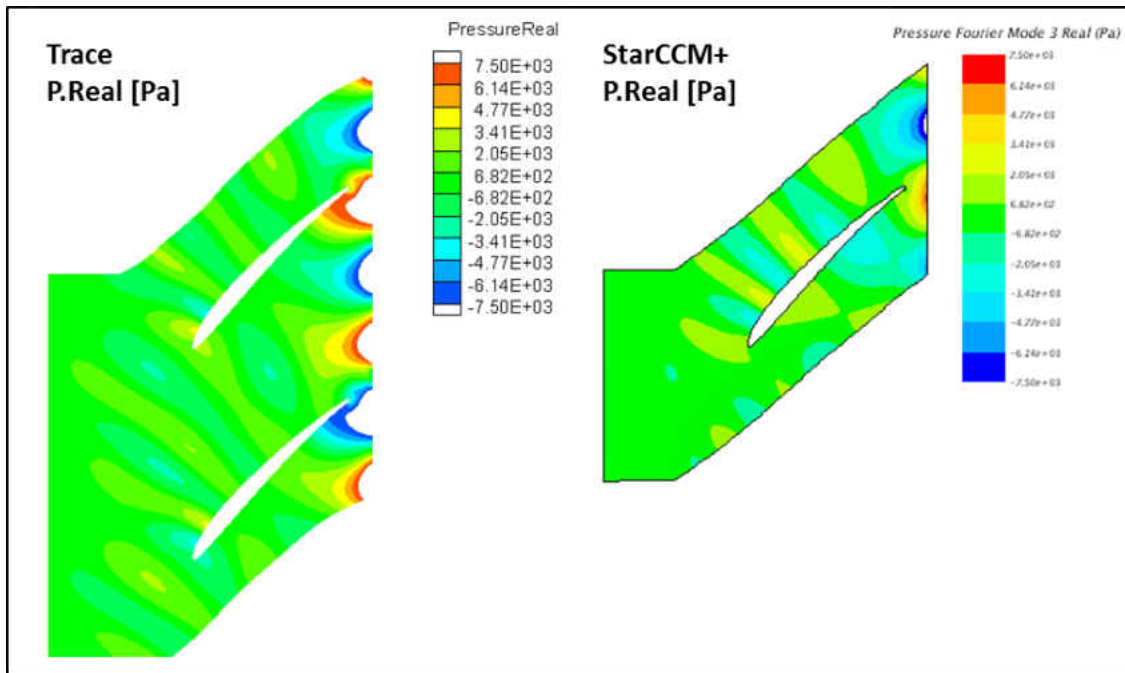 Trace
P.Real [Pa]
PressureReal
7.50E+03
6.14E+03
4.77E+03
3.41E+03
2.05E+03
6.82E+02
-6.82E+02
-2.05E+03
-3.41E+03
-4.77E+03
-6.14E+03
-7.50E+03
StarCCM+
P.Real [Pa]
Pressure Fourier Mode 3 Real (Pa)
7.50e+03
6.14e+03
4.77e+03
3.41e+03
2.05e+03
6.82e+02
-6.82e+02
-2.05e+03
-3.41e+03
-4.77e+03
-6.14e+03
-7.50e+03